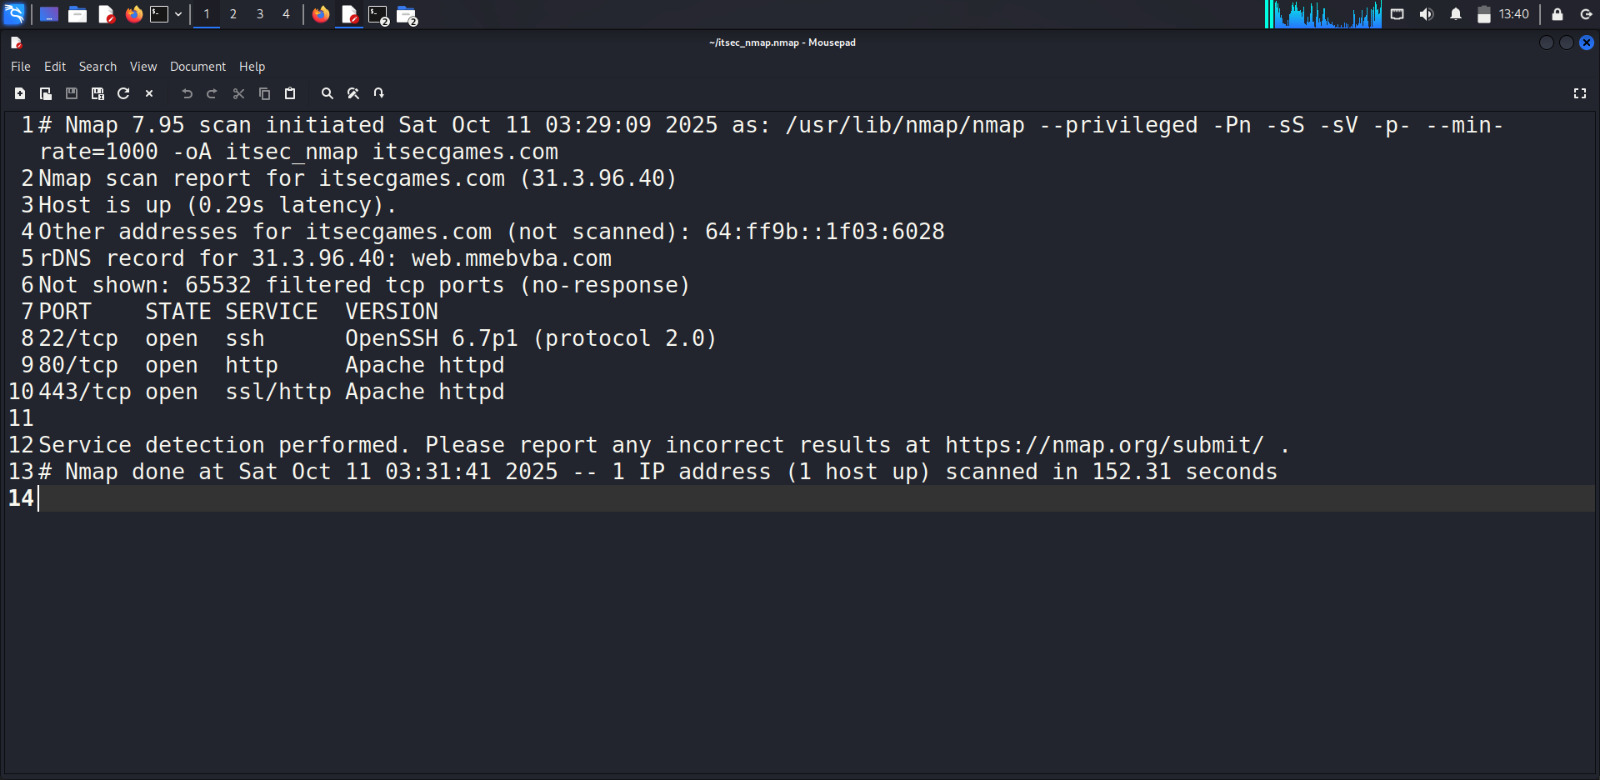 1 2 3 4 2 2 13:40
~/itsec_nmap.nmap - Mousepad
File Edit Search View Document Help
1 # Nmap 7.95 scan initiated Sat Oct 11 03:29:09 2025 as: /usr/lib/nmap/nmap --privileged -Pn -sS -sV -p- --min-
rate=1000 -oA itsec_nmap itsecgames.com
2 Nmap scan report for itsecgames.com (31.3.96.40)
3 Host is up (0.29s latency).
4 Other addresses for itsecgames.com (not scanned): 64:ff9b::1f03:6028
5 rDNS record for 31.3.96.40: web.mmebvba.com
6 Not shown: 65532 filtered tcp ports (no-response)
7 PORT    STATE SERVICE  VERSION
8 22/tcp  open  ssh      OpenSSH 6.7p1 (protocol 2.0)
9 80/tcp  open  http     Apache httpd
10 443/tcp open  ssl/http Apache httpd
11
12 Service detection performed. Please report any incorrect results at https://nmap.org/submit/ .
13 # Nmap done at Sat Oct 11 03:31:41 2025 -- 1 IP address (1 host up) scanned in 152.31 seconds
14